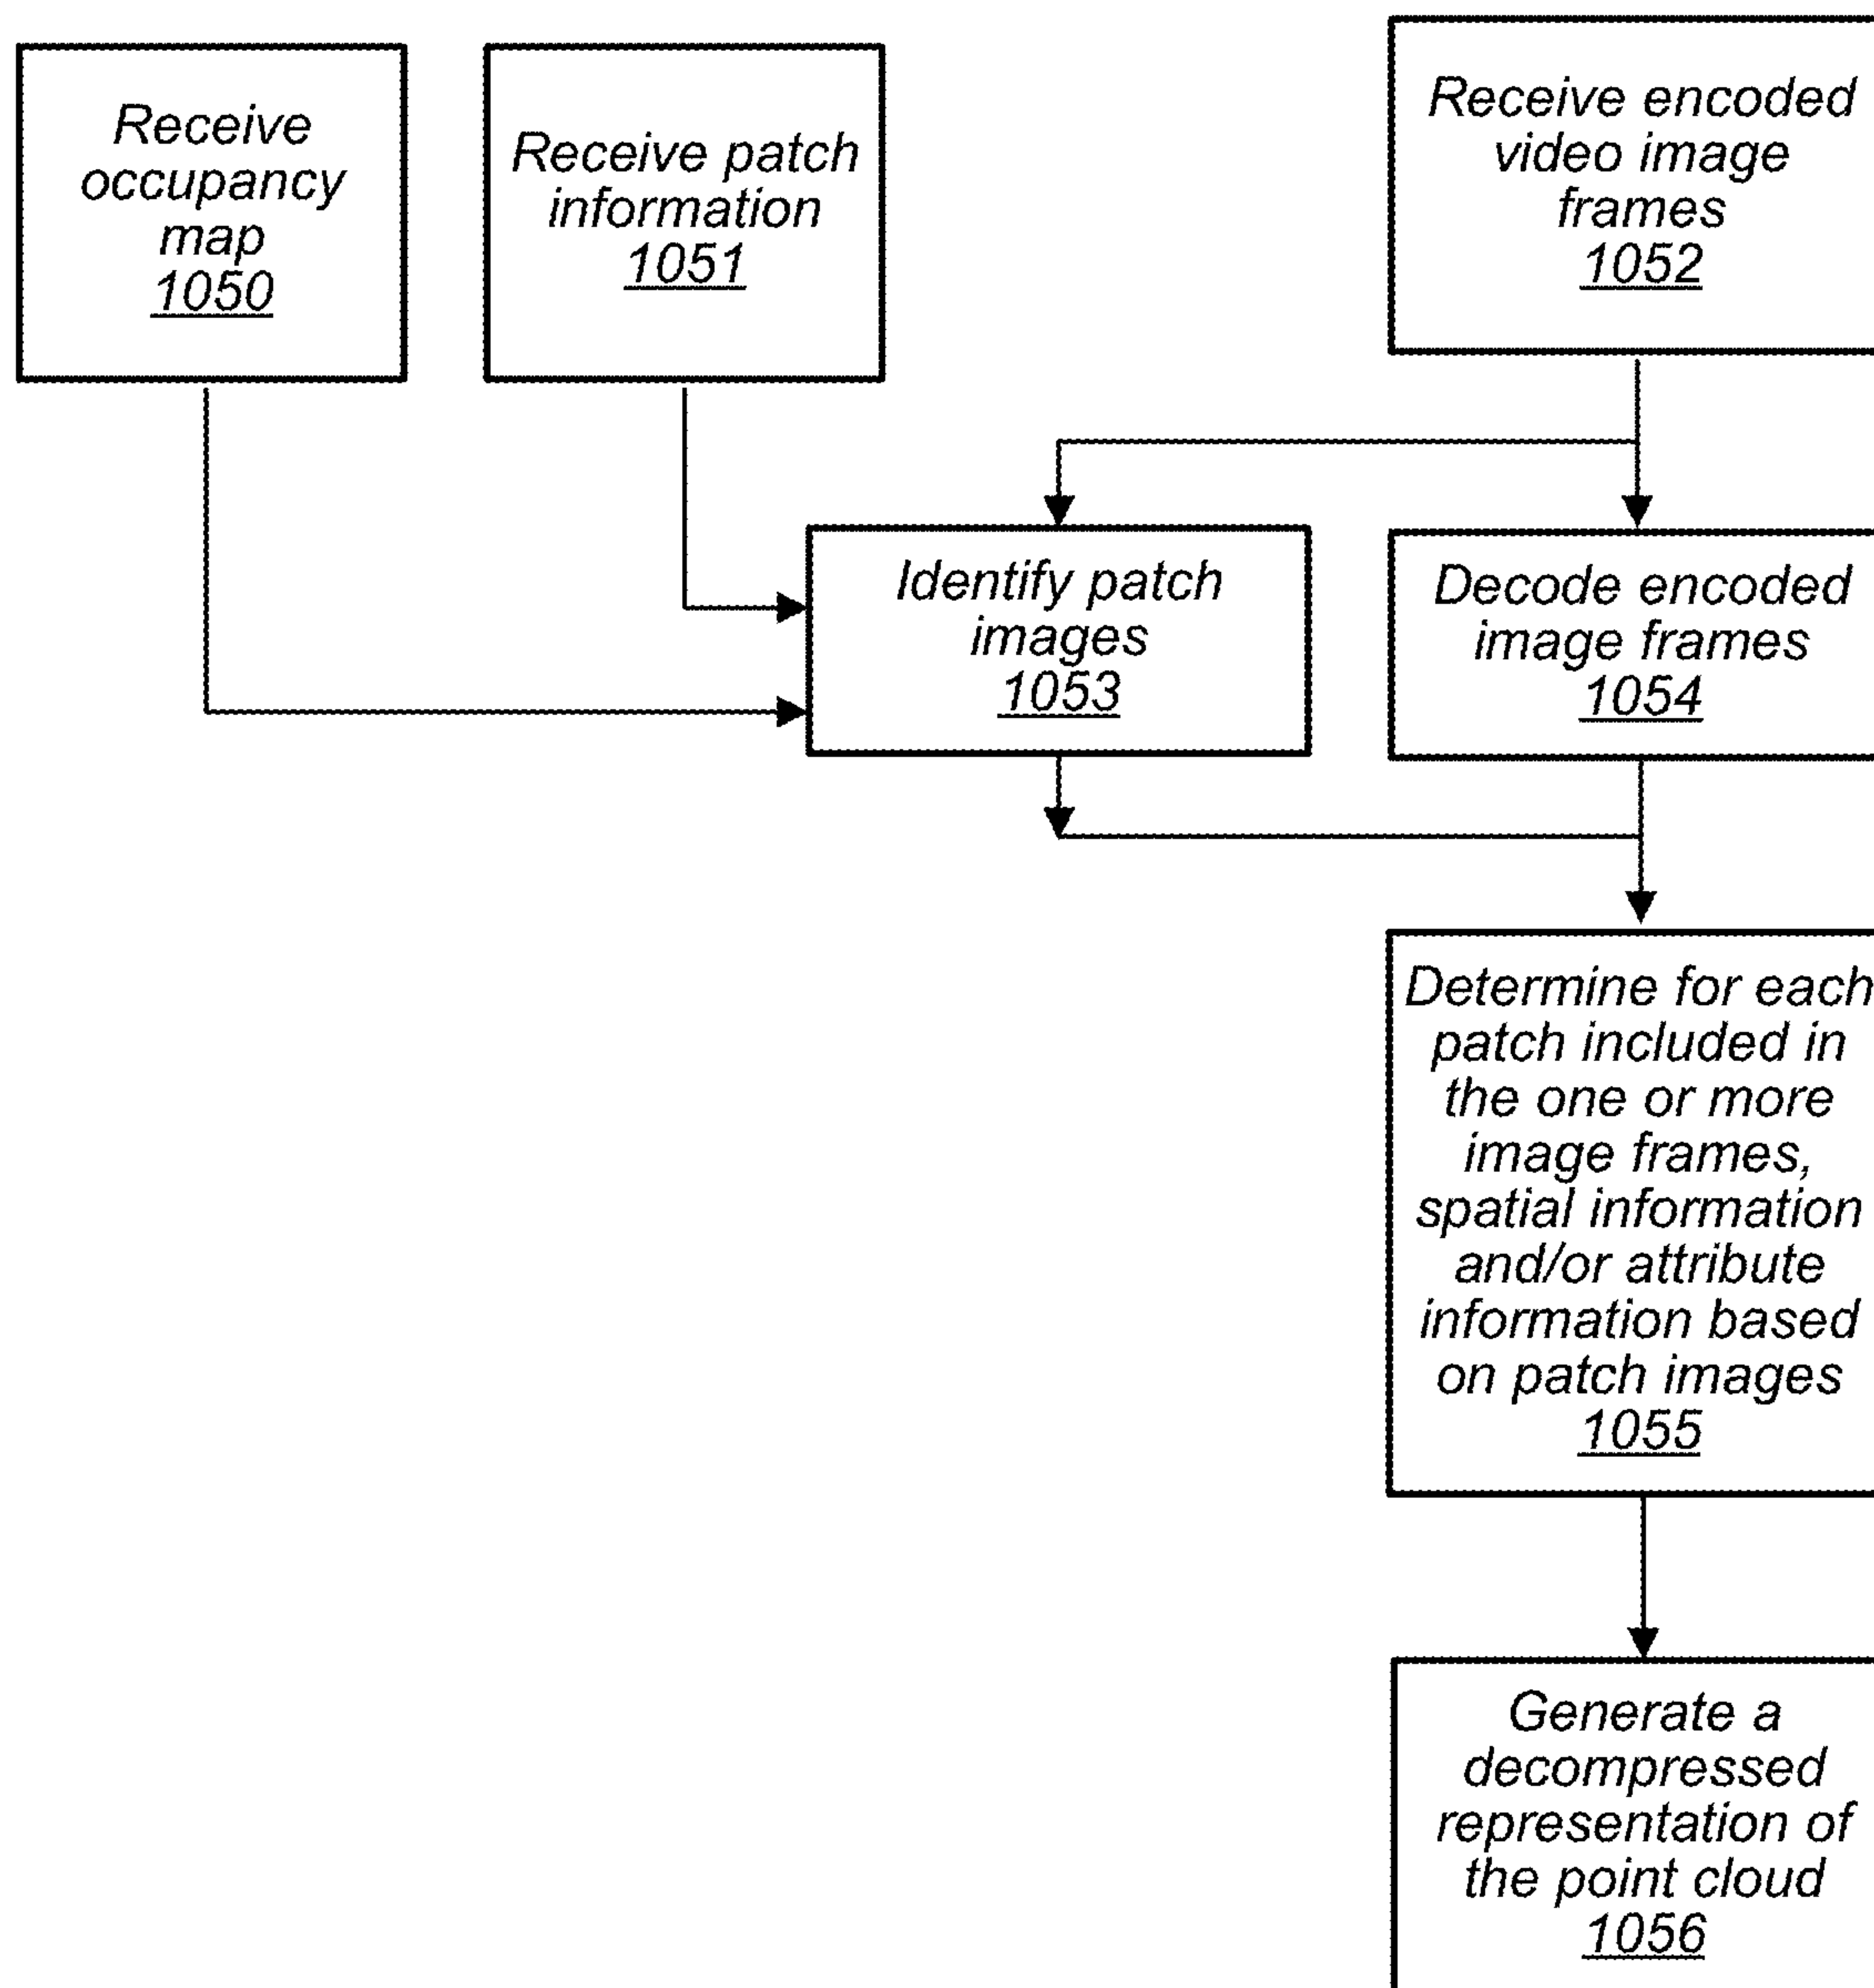 Receive
occupancy
map
1050
Receive patch
information
1051
Receive encoded
video image
frames
1052
Identify patch
images
1053
Decode encoded
image frames
1054
Determine for each
patch included in
the one or more
image frames,
spatial information
and/or attribute
information based
on patch images
1055
Generate a
decompressed
representation of
the point cloud
1056